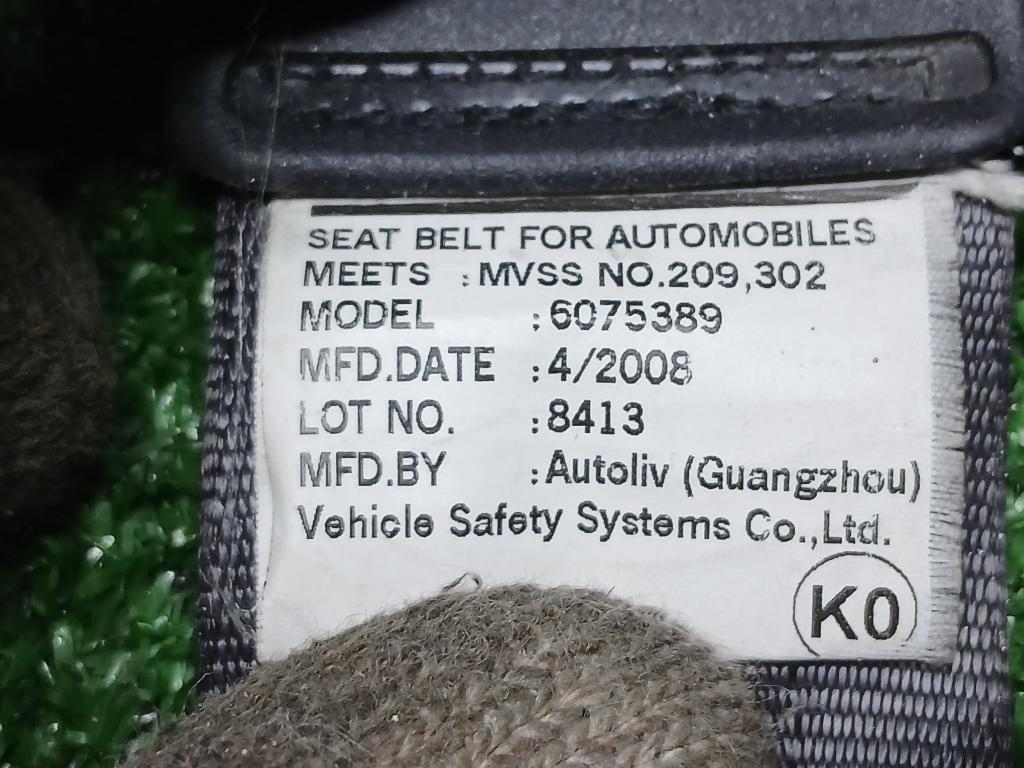 SEAT BELT FOR AUTOMOBILES
MEETS :MVSS NO.209,302
MODEL :6075389
MFD.DATE :4/2008
LOT NO. :8413
MFD.BY :Autoliv (Guangzhou)
Vehicle Safety Systems Co.,Ltd.
K0